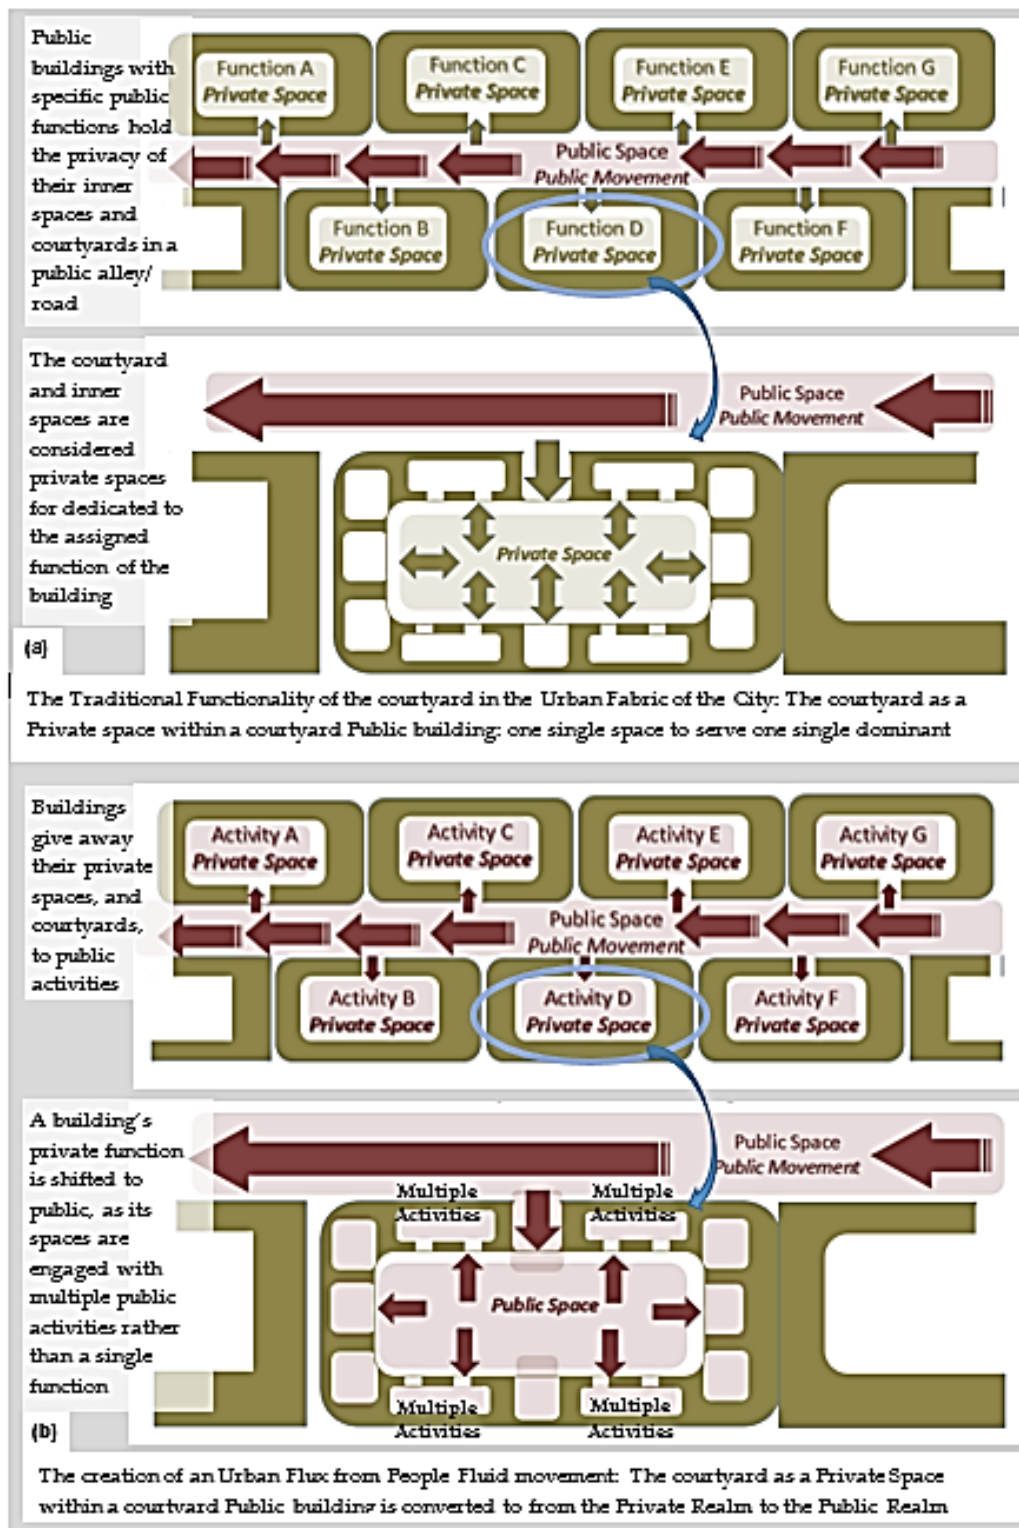 Public
buildings with
specific public
functions hold
the privacy of
their inner
spaces and
courtyards in a
public alley/
road
Function A
Private Space
Function C
Private Space
Function E
Private Space
Function G
Private Space
Public Space
Public Movement
Function B
Private Space
Function D
Private Space
Function F
Private Space
The courtyard
and inner
spaces are
considered
private spaces
for dedicated to
the assigned
function of the
building
Public Space
Public Movement
Private Space
(a)
The Traditional Functionality of the courtyard in the Urban Fabric of the City: The courtyard as a
Private space within a courtyard Public building: one single space to serve one single dominant
Buildings
give away
their private
spaces, and
courtyards,
to public
activities
Activity A
Private Space
Activity C
Private Space
Activity E
Private Space
Activity G
Private Space
Public Space
Public Movement
Activity B
Private Space
Activity D
Private Space
Activity F
Private Space
A building's
private function
is shifted to
public, as its
spaces are
engaged with
multiple public
activities rather
than a single
function
Public Space
Public Movement
Multiple
Activities
Multiple
Activities
Public Space
Multiple
Activities
Multiple
Activities
(b)
The creation of an Urban Flux from People Fluid movement: The courtyard as a Private Space
within a courtyard Public building is converted to from the Private Realm to the Public Realm